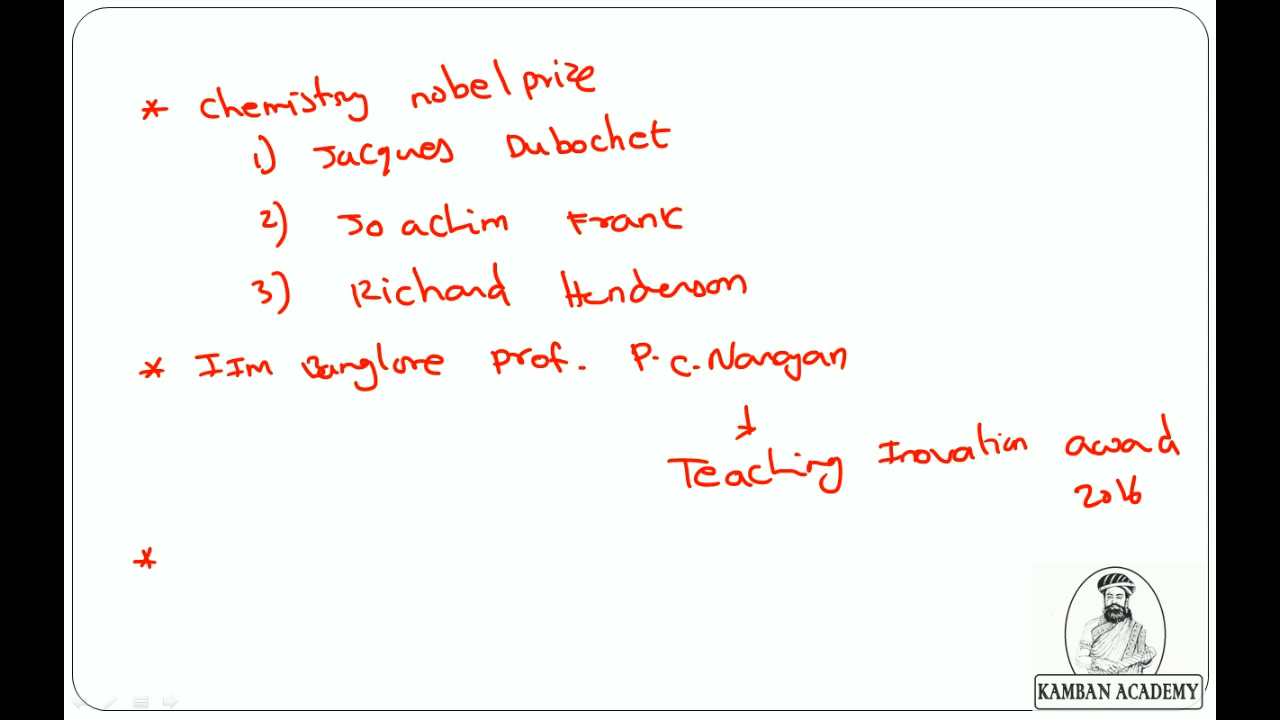 * Chemistry nobel prize
1) Jacques Dubochet
2) Joachim Frank
3) Richard Henderson
* IIm Banglore prof. P.C. Narayan
Teaching Inovation award
2016
*
KAMBAN ACADEMY